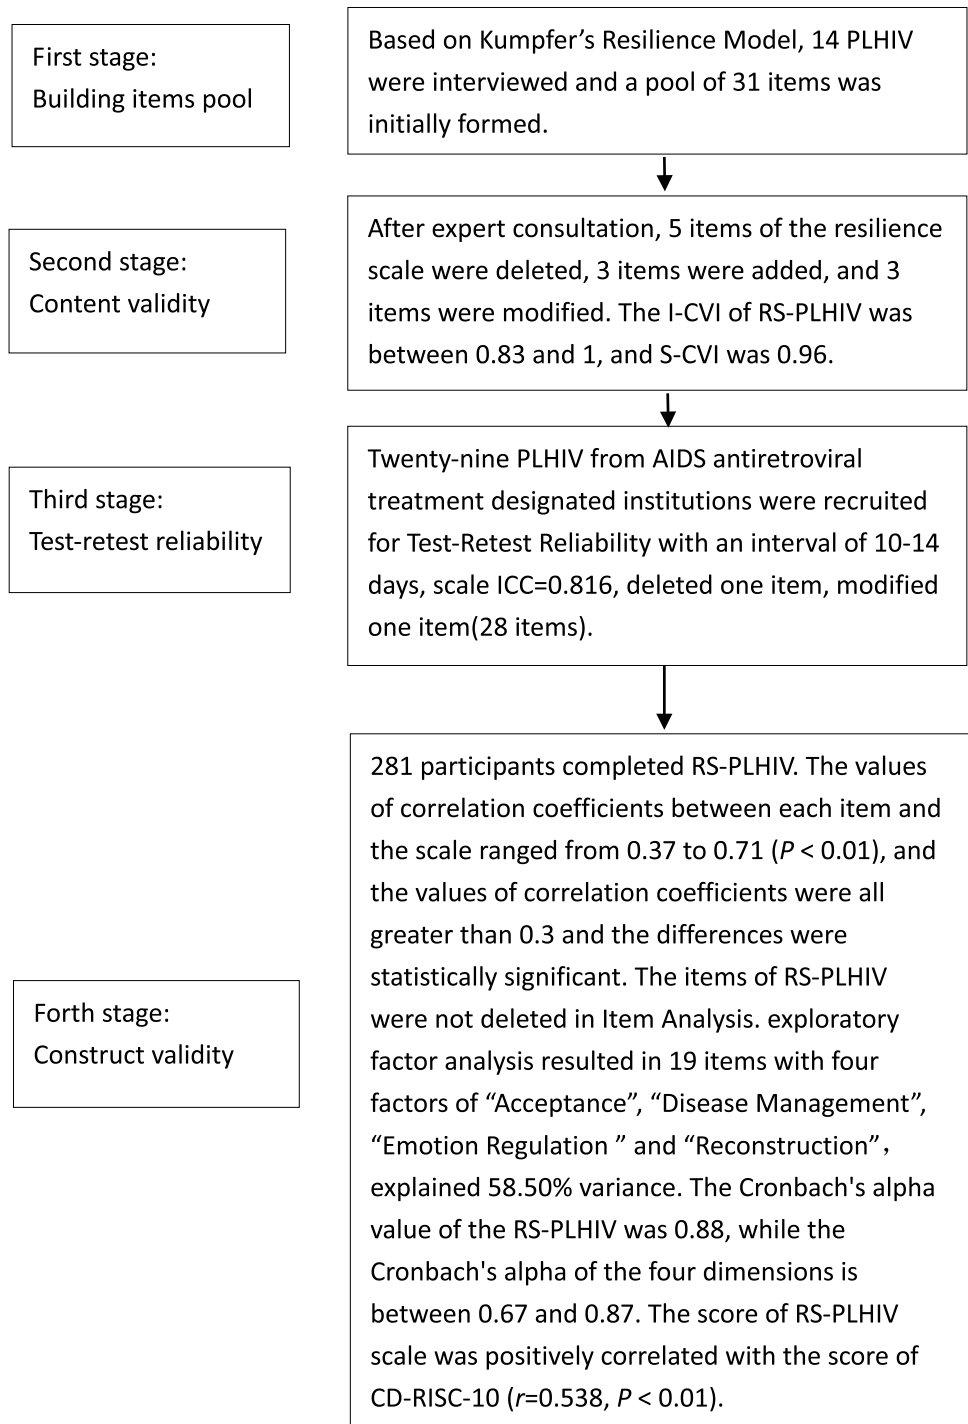 First stage:
Building items pool
Based on Kumpfer’s Resilience Model, 14 PLHIV
were interviewed and a pool of 31 items was
initially formed.
Second stage:
Content validity
After expert consultation, 5 items of the resilience
scale were deleted, 3 items were added, and 3
items were modified. The I-CVI of RS-PLHIV was
between 0.83 and 1, and S-CVI was 0.96.
Third stage:
Test-retest reliability
Twenty-nine PLHIV from AIDS antiretroviral
treatment designated institutions were recruited
for Test-Retest Reliability with an interval of 10-14
days, scale ICC=0.816, deleted one item, modified
one item(28 items).
Forth stage:
Construct validity
281 participants completed RS-PLHIV. The values
of correlation coefficients between each item and
the scale ranged from 0.37 to 0.71 (P < 0.01), and
the values of correlation coefficients were all
greater than 0.3 and the differences were
statistically significant. The items of RS-PLHIV
were not deleted in Item Analysis. exploratory
factor analysis resulted in 19 items with four
factors of “Acceptance”, “Disease Management”,
“Emotion Regulation ” and “Reconstruction”，
explained 58.50% variance. The Cronbach's alpha
value of the RS-PLHIV was 0.88, while the
Cronbach's alpha of the four dimensions is
between 0.67 and 0.87. The score of RS-PLHIV
scale was positively correlated with the score of
CD-RISC-10 (r=0.538, P < 0.01).